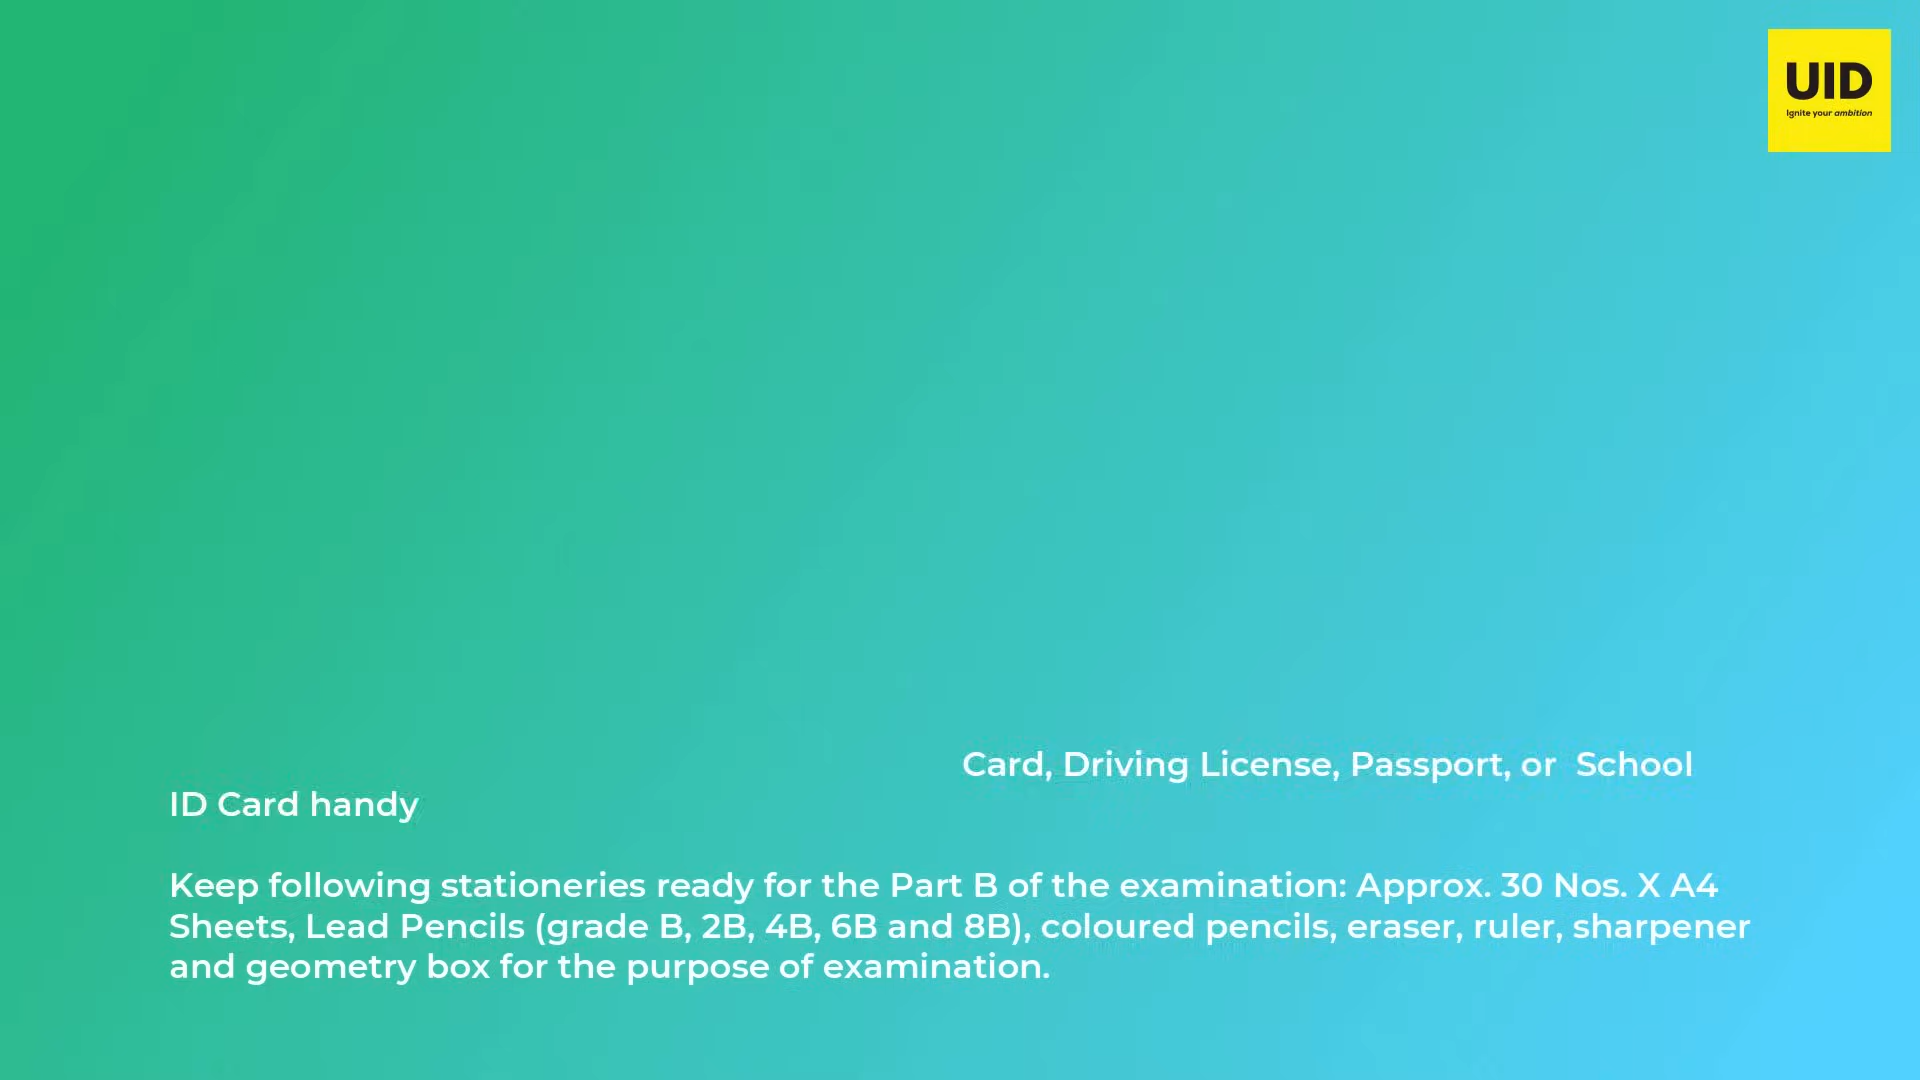 UID
Ignite your ambition
Card, Driving License, Passport, or School
ID Card handy
Keep following stationeries ready for the Part B of the examination: Approx. 30 Nos. X A4
Sheets, Lead Pencils (grade B, 2B, 4B, 6B and 8B), coloured pencils, eraser, ruler, sharpener
and geometry box for the purpose of examination.